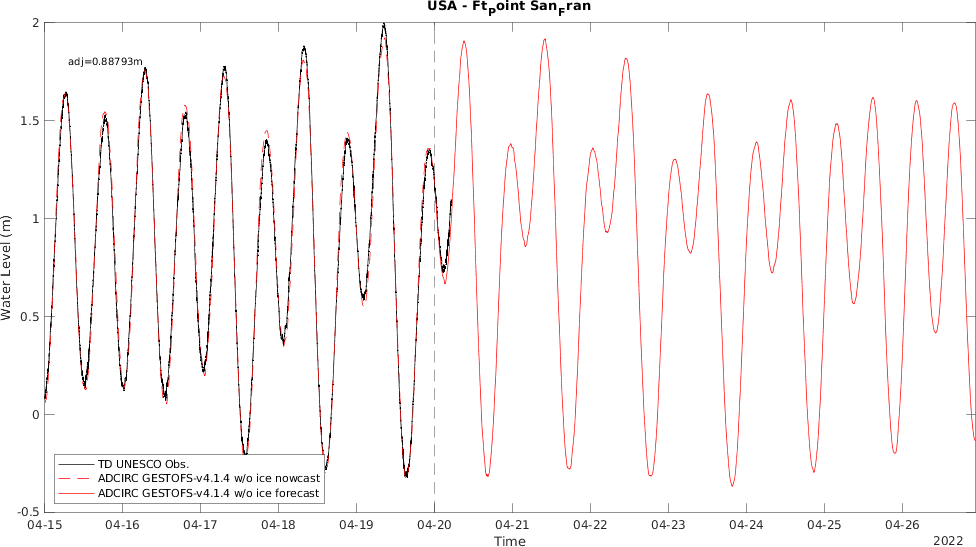 USA - Ft_Point San_Fran
adj=0.88793m
2
1.5
1
0.5
0
-0.5
Water Level (m)
TD UNESCO Obs.
ADCIRC GESTOFS-v4.1.4 w/o ice nowcast
ADCIRC GESTOFS-v4.1.4 w/o ice forecast
04-15 04-16 04-17 04-18 04-19 04-20 04-21 04-22 04-23 04-24 04-25 04-26
Time
2022